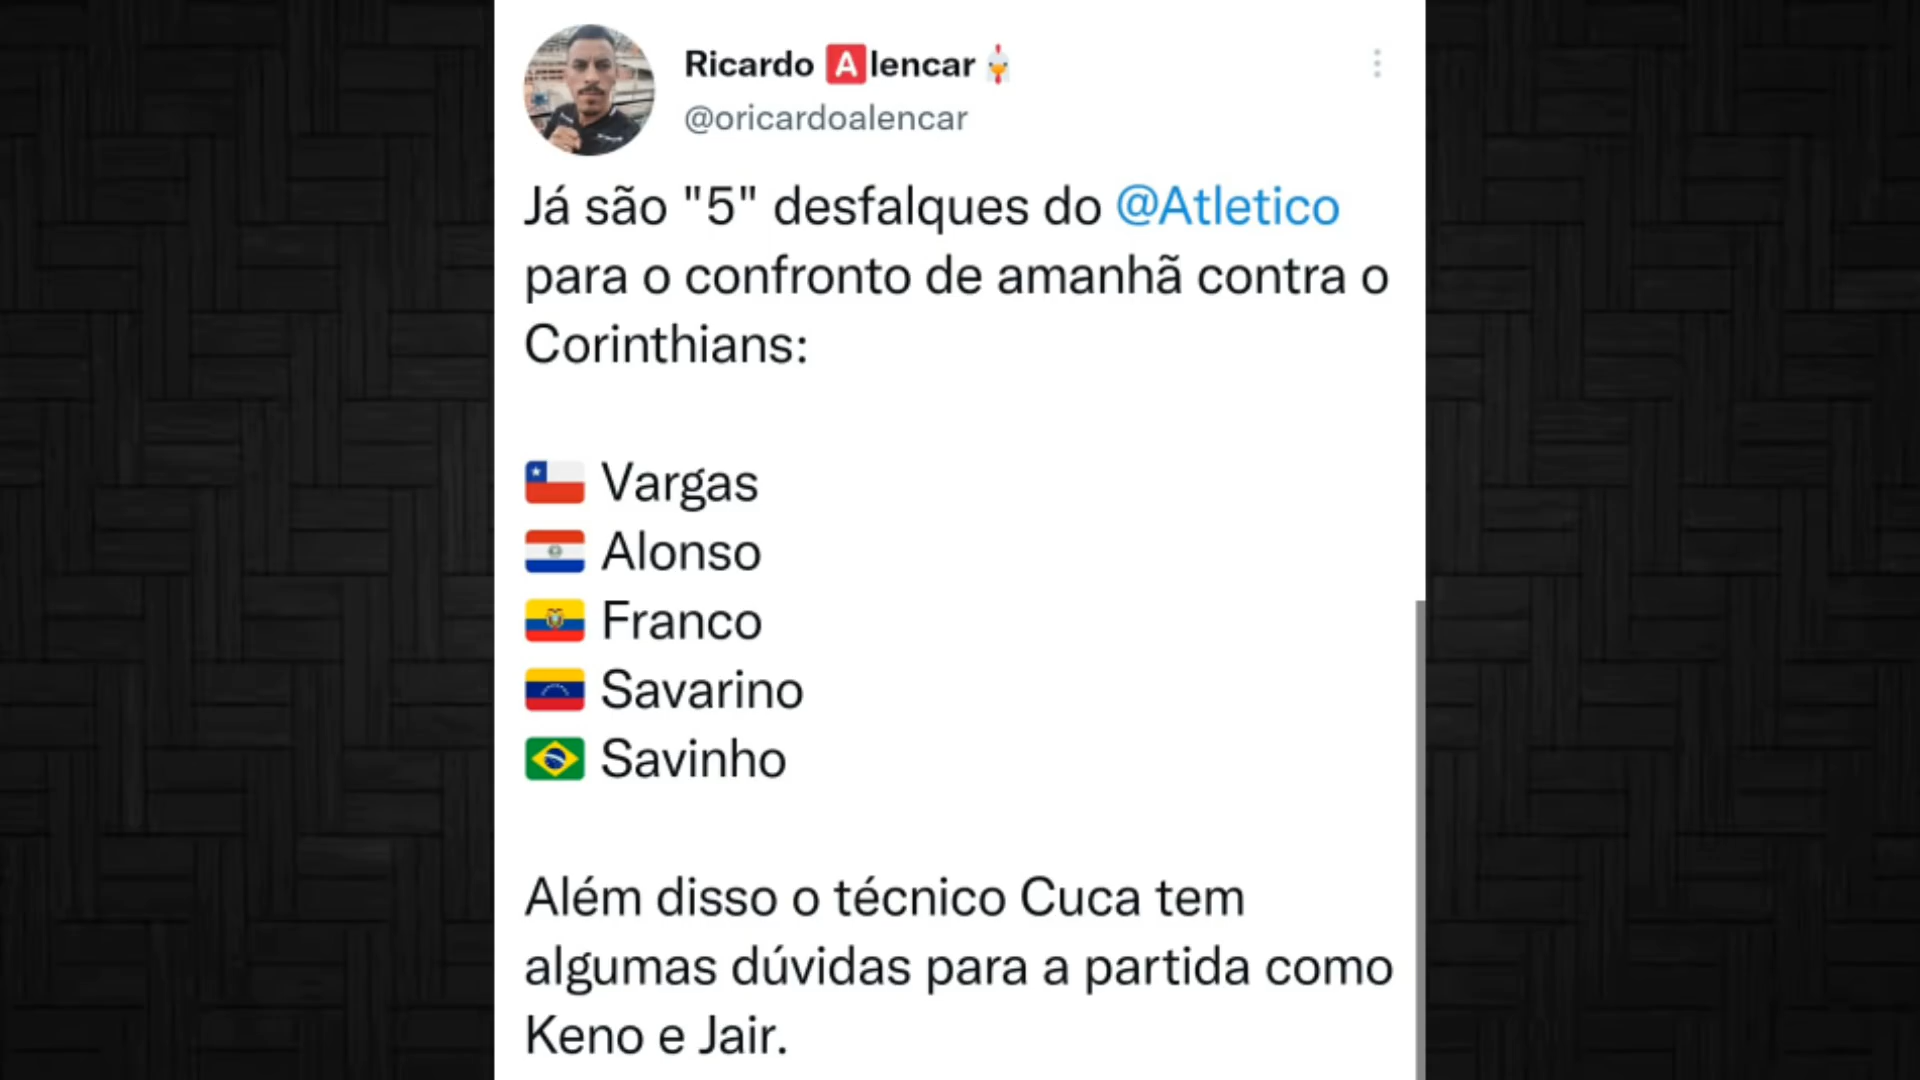 Ricardo 🅰️lencar🐓
@oricardoalencar
Já são "5" desfalques do @Atletico
para o confronto de amanhã contra o
Corinthians:
🇨🇱 Vargas
🇵🇾 Alonso
🇪🇨 Franco
🇻🇪 Savarino
🇧🇷 Savinho
Além disso o técnico Cuca tem
algumas dúvidas para a partida como
Keno e Jair.